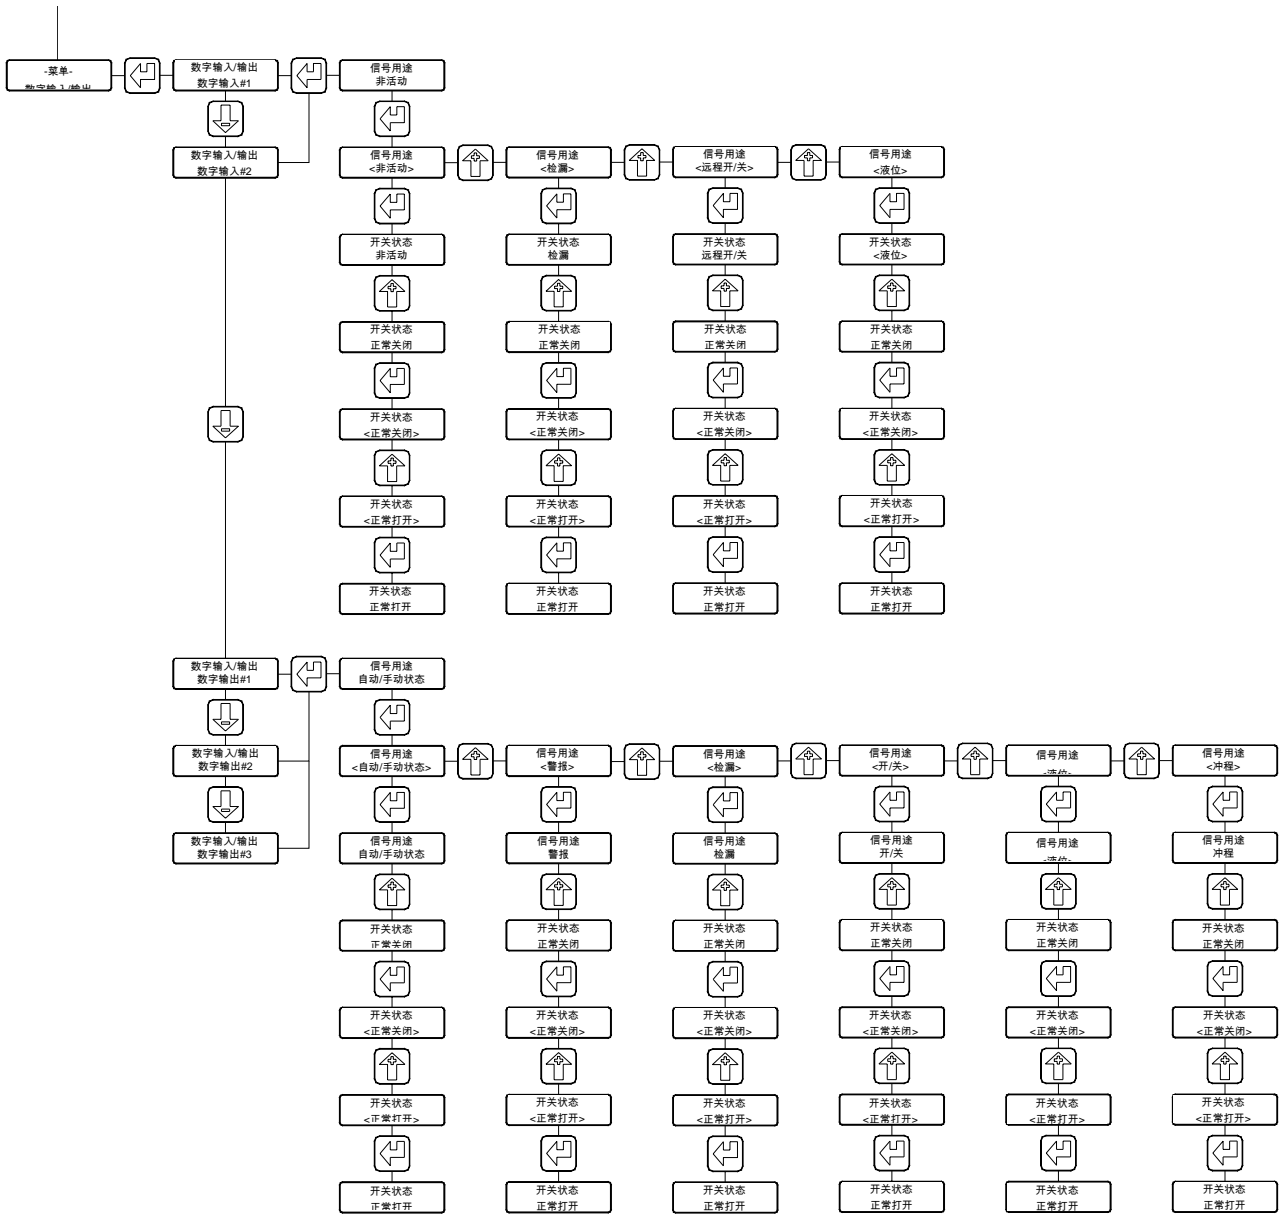 -菜单-
数字输入/输出
数字输入/输出
数字输入#1
信号用途
非活动
数字输入/输出
数字输入#2
信号用途
<非活动>
信号用途
<检漏>
信号用途
<远程开/关>
信号用途
<液位>
开关状态
非活动
开关状态
检漏
开关状态
远程开/关
开关状态
<液位>
开关状态
正常关闭
开关状态
正常关闭
开关状态
正常关闭
开关状态
正常关闭
开关状态
<正常关闭>
开关状态
<正常关闭>
开关状态
<正常关闭>
开关状态
<正常关闭>
开关状态
<正常打开>
开关状态
<正常打开>
开关状态
<正常打开>
开关状态
<正常打开>
开关状态
正常打开
开关状态
正常打开
开关状态
正常打开
开关状态
正常打开
数字输入/输出
数字输出#1
信号用途
自动/手动状态
数字输入/输出
数字输出#2
信号用途
<自动/手动状态>
信号用途
<警报>
信号用途
<检漏>
信号用途
<开/关>
信号用途
<液位>
信号用途
<冲程>
数字输入/输出
数字输出#3
信号用途
自动/手动状态
信号用途
警报
信号用途
检漏
信号用途
开/关
信号用途
<液位>
信号用途
冲程
开关状态
正常关闭
开关状态
正常关闭
开关状态
正常关闭
开关状态
正常关闭
开关状态
正常关闭
开关状态
正常关闭
开关状态
<正常关闭>
开关状态
<正常关闭>
开关状态
<正常关闭>
开关状态
<正常关闭>
开关状态
<正常关闭>
开关状态
<正常关闭>
开关状态
<正常打开>
开关状态
<正常打开>
开关状态
<正常打开>
开关状态
<正常打开>
开关状态
<正常打开>
开关状态
<正常打开>
开关状态
正常打开
开关状态
正常打开
开关状态
正常打开
开关状态
正常打开
开关状态
正常打开
开关状态
正常打开